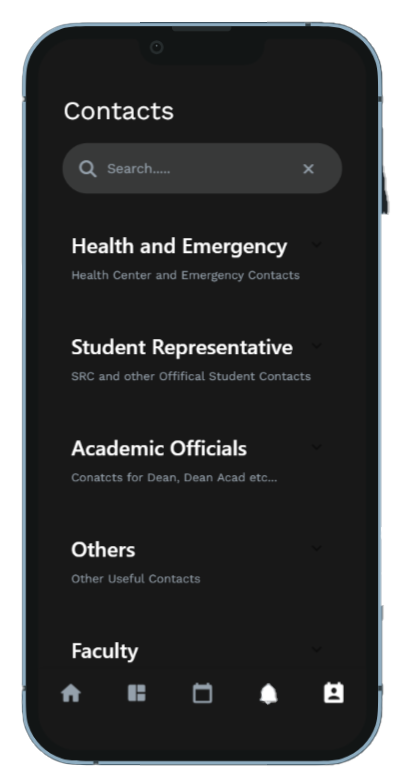 Contacts
Search.....
Health and Emergency
Health Center and Emergency Contacts
Student Representative
SRC and other Offifical Student Contacts
Academic Officials
Conatcts for Dean, Dean Acad etc...
Others
Other Useful Contacts
Faculty